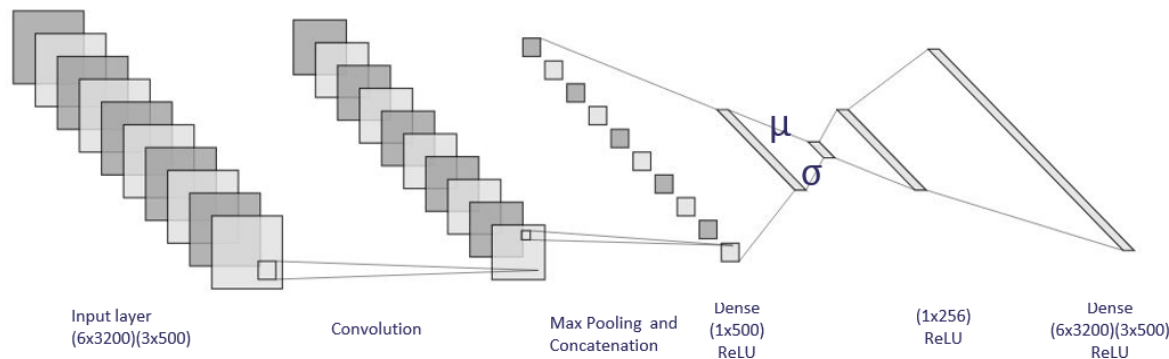 μ
σ
Input layer
(6x3200)(3x500)
Convolution
Max Pooling and
Concatenation
Dense
(1x500)
ReLU
(1x256)
ReLU
Dense
(6x3200)(3x500)
ReLU